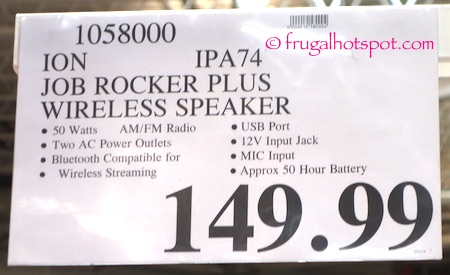 © frugalhotspot.com
1058000
ION IPA74
JOB ROCKER PLUS
WIRELESS SPEAKER
• 50 Watts AM/FM Radio
• Two AC Power Outlets
• Bluetooth Compatible for
• Wireless Streaming
• USB Port
• 12V Input Jack
• MIC Input
• Approx 50 Hour Battery
149.99